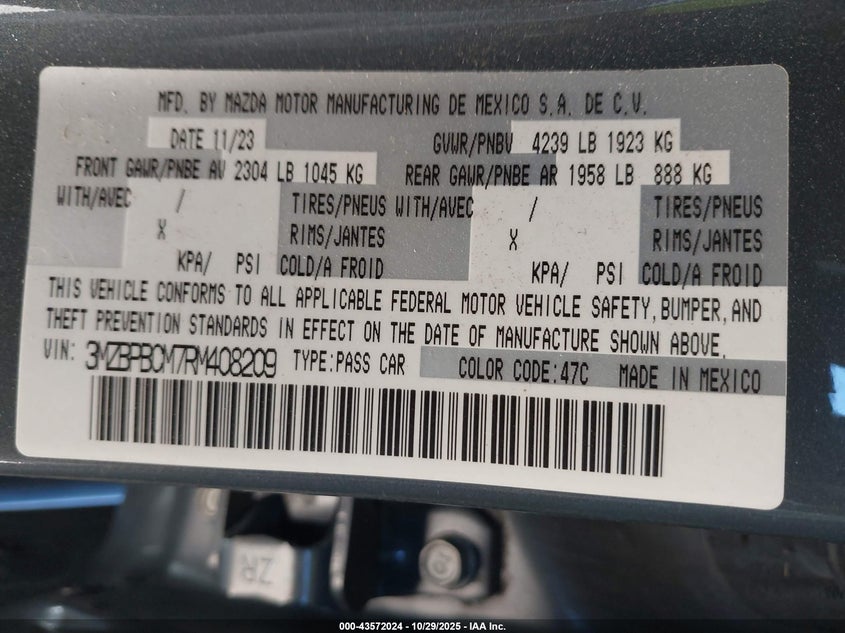 MFD. BY MAZDA MOTOR MANUFACTURING DE MEXICO S.A. DE C.V.
DATE 11/23 GVWR/PNBV 4239 LB 1923 KG
FRONT GAWR/PNBE AV 2304 LB 1045 KG REAR GAWR/PNBE AR 1958 LB 888 KG
WITH/AVEC / TIRES/PNEUS WITH/AVEC / TIRES/PNEUS
X RIMS/JANTES X RIMS/JANTES
KPA/ PSI COLD/A FROID KPA/ PSI COLD/A FROID
THIS VEHICLE CONFORMS TO ALL APPLICABLE FEDERAL MOTOR VEHICLE SAFETY, BUMPER, AND
THEFT PREVENTION STANDARDS IN EFFECT ON THE DATE OF MANUFACTURE SHOWN ABOVE.
VIN: 3MZBPBCM7RM408209 TYPE:PASS CAR COLOR CODE:47C MADE IN MEXICO
ZR
000-43572024 - 10/29/2025 - IAA Inc.